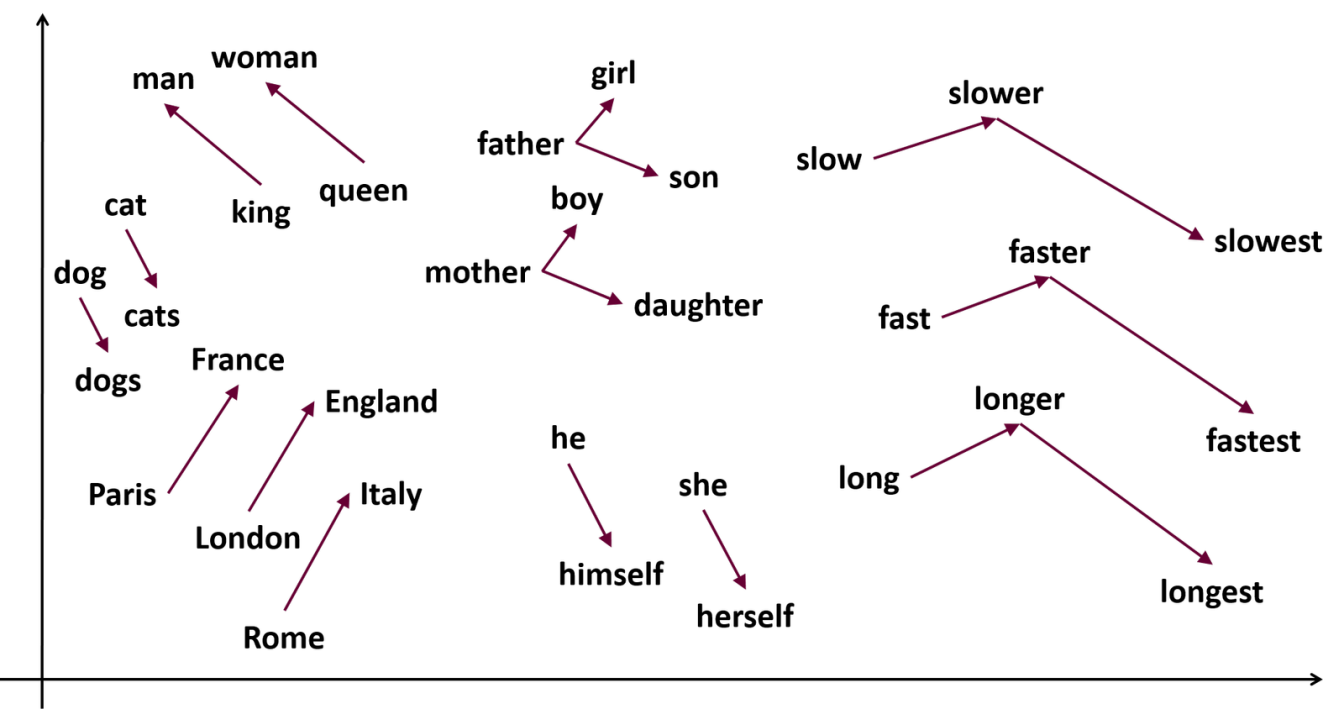 man
woman
king
queen
cat
cats
dog
dogs
France
Paris
England
London
Italy
Rome
girl
father
son
boy
mother
daughter
he
himself
she
herself
slower
slow
slowest
faster
fast
fastest
longer
long
longest